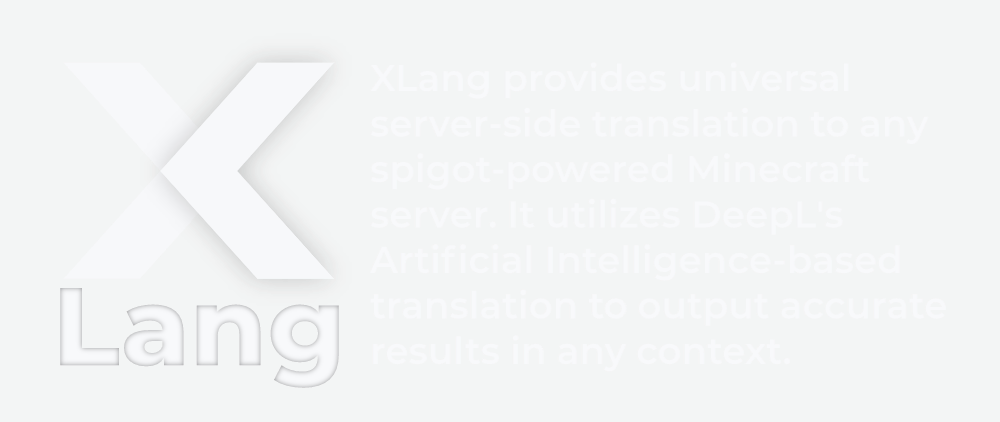 X
Lang
XLang provides universal
server-side translation to any
spigot-powered Minecraft
server. It utilizes DeepL's
Artificial Intelligence-based
translation to output accurate
results in any context.